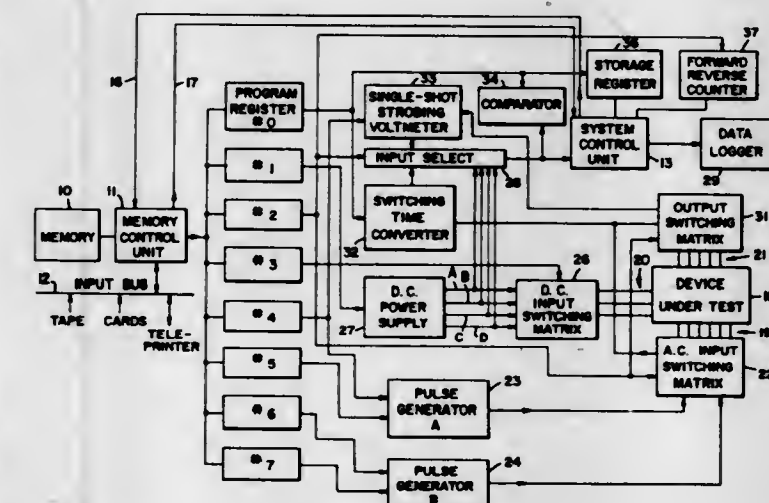 16
17
PROGRAM
REGISTER
#0
#1
#2
#3
#4
#5
#6
#7
10
MEMORY
11
MEMORY
CONTROL
UNIT
12
INPUT BUS
TAPE
CARDS
TELE-
PRINTER
33
SINGLE-SHOT
STROBING
VOLTMETER
34
COMPARATOR
36
STORAGE
REGISTER
37
FORWARD
REVERSE
COUNTER
INPUT SELECT
SYSTEM
CONTROL
UNIT
13
DATA
LOGGER
29
SWITCHING
TIME
CONVERTER
32
OUTPUT
SWITCHING
MATRIX
31
21
D.C.
POWER
SUPPLY
27
A
B
C
D
26
D.C.
INPUT
SWITCHING
MATRIX
20
DEVICE
UNDER TEST
A.C. INPUT
SWITCHING
MATRIX
22
PULSE
GENERATOR
A
23
PULSE
GENERATOR
B
24